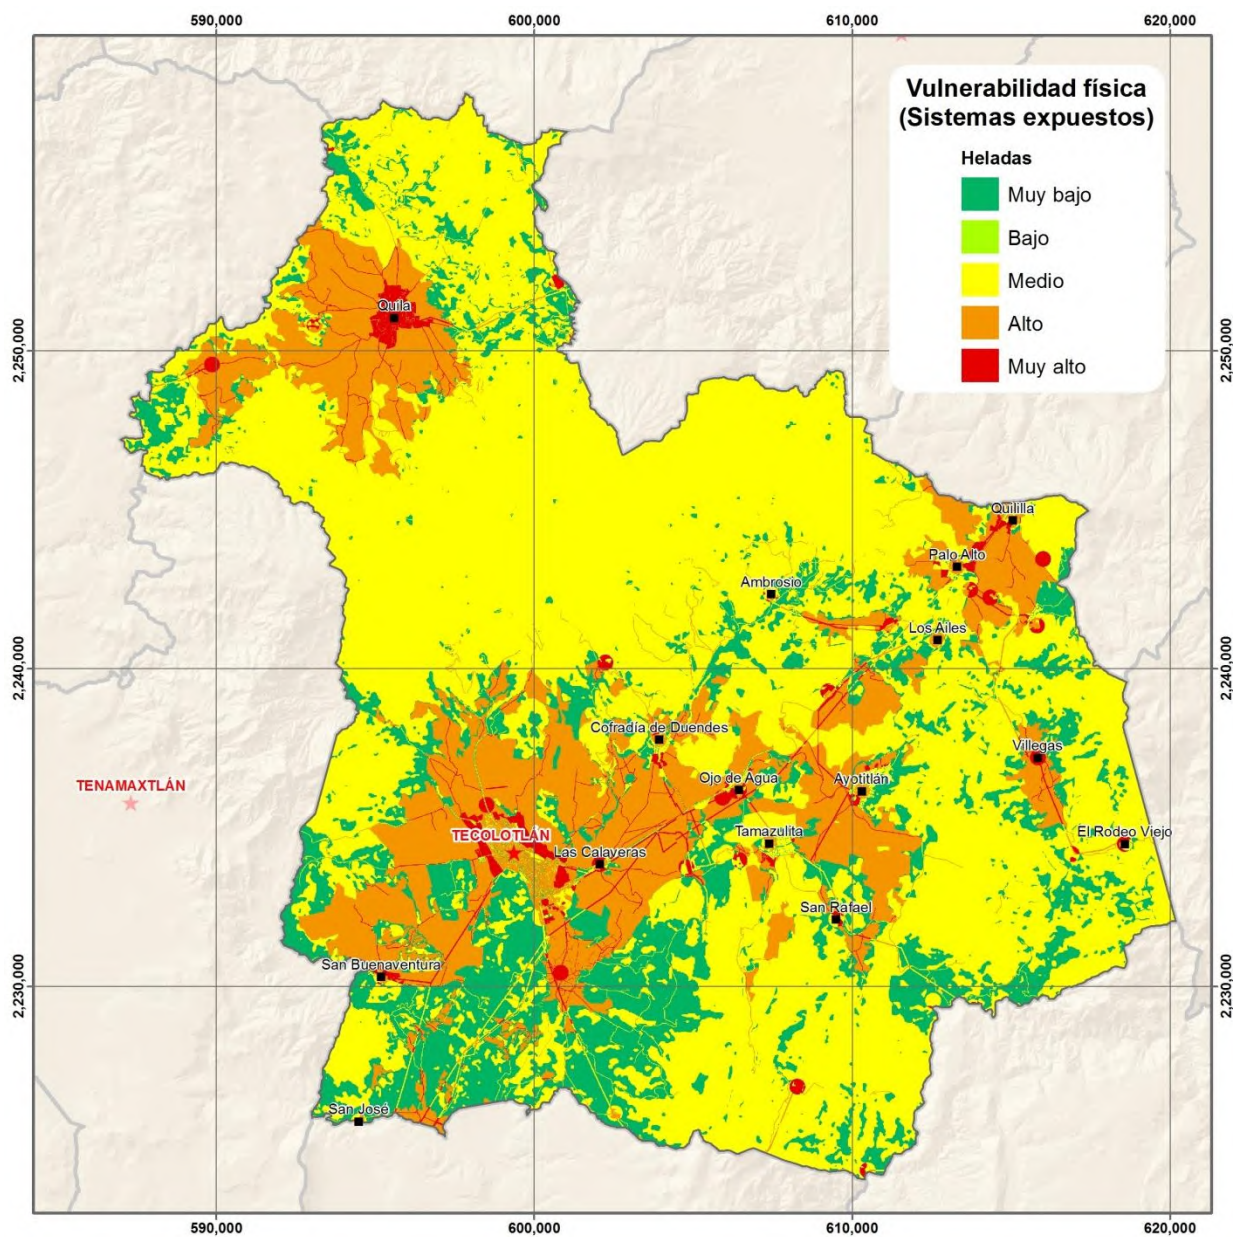 590,000
600,000
610,000
620,000
Vulnerabilidad física
(Sistemas expuestos)
Heladas
Muy bajo
Bajo
Medio
Alto
Muy alto
Quila
2,250,000
2,250,000
Quililla
Palo Alto
Ambrosio
Los Ailes
2,240,000
2,240,000
Cofradía de Duendes
Villegas
Ojo de Agua
Ayotitlán
TENAMAXTLÁN
TECOLOTLÁN
Tamazulita
El Rodeo Viejo
Las Calaveras
San Rafael
San Buenaventura
2,230,000
2,230,000
San José
590,000
600,000
610,000
620,000